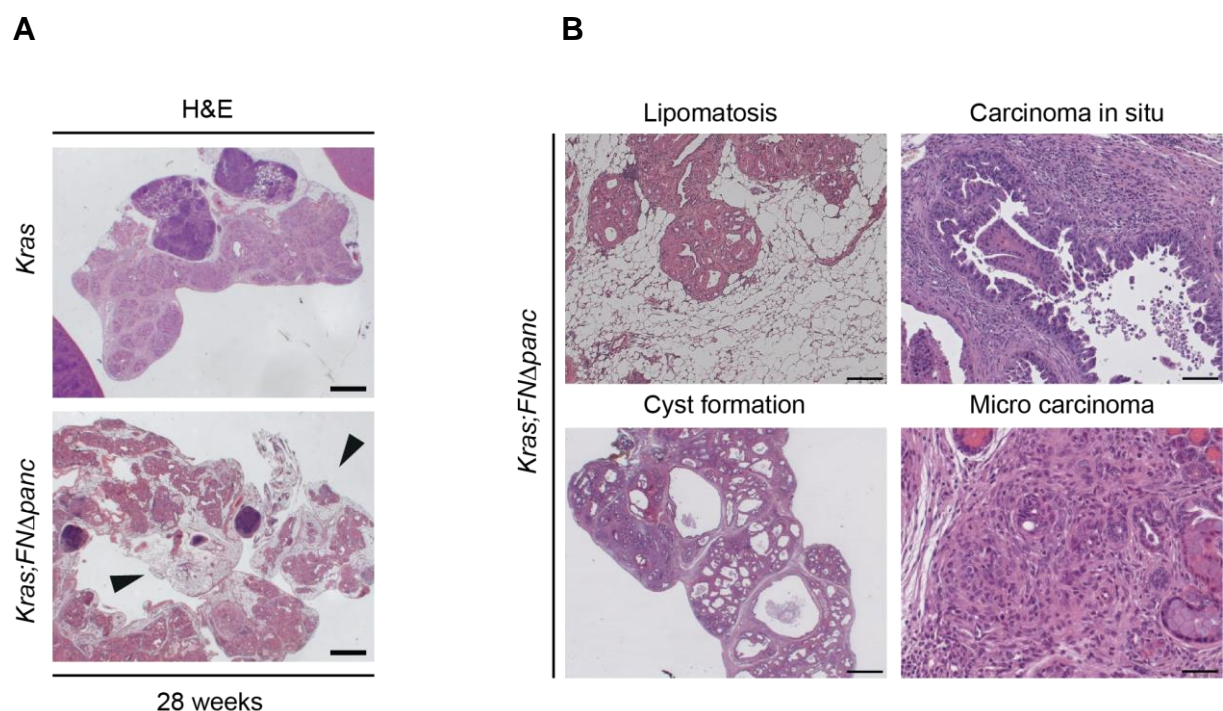 A
B
H&E
Kras
Kras;FNΔpanc
28 weeks
Lipomatosis
Carcinoma in situ
Kras;FNΔpanc
Cyst formation
Micro carcinoma